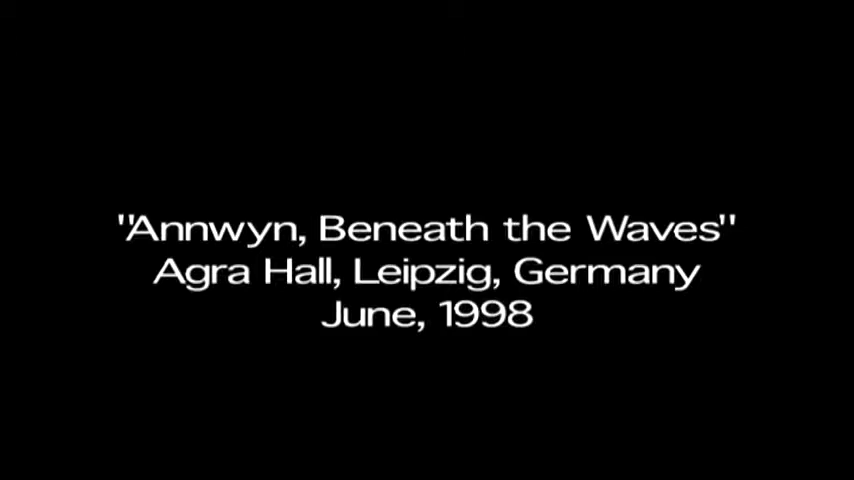 "Annwyn, Beneath the Waves"
Agra Hall, Leipzig, Germany
June, 1998